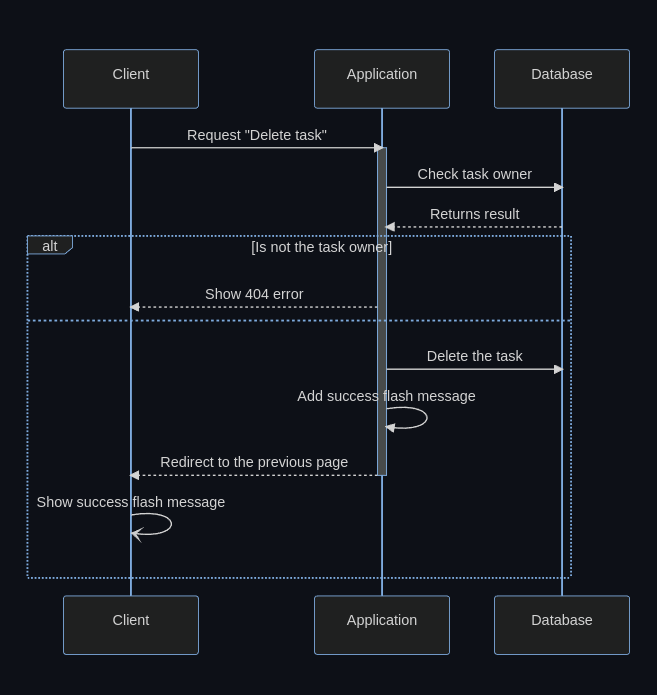 Client
Application
Database
Request "Delete task"
Check task owner
Returns result
alt
[Is not the task owner]
Show 404 error
Delete the task
Add success flash message
Redirect to the previous page
Show success flash message
Client
Application
Database